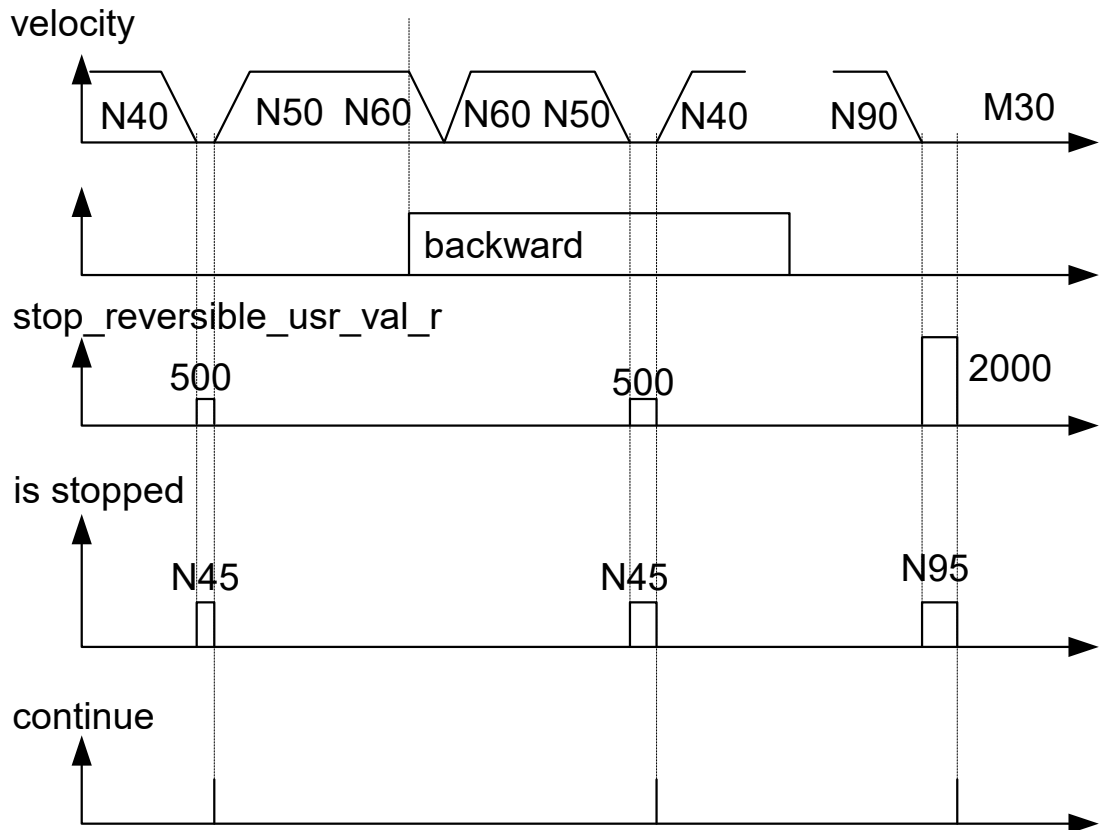 velocity
N40 N50 N60 N60 N50 N40 N90 M30
backward
stop_reversible_usr_val_r
500 500 2000
is stopped
N45 N45 N95
continue